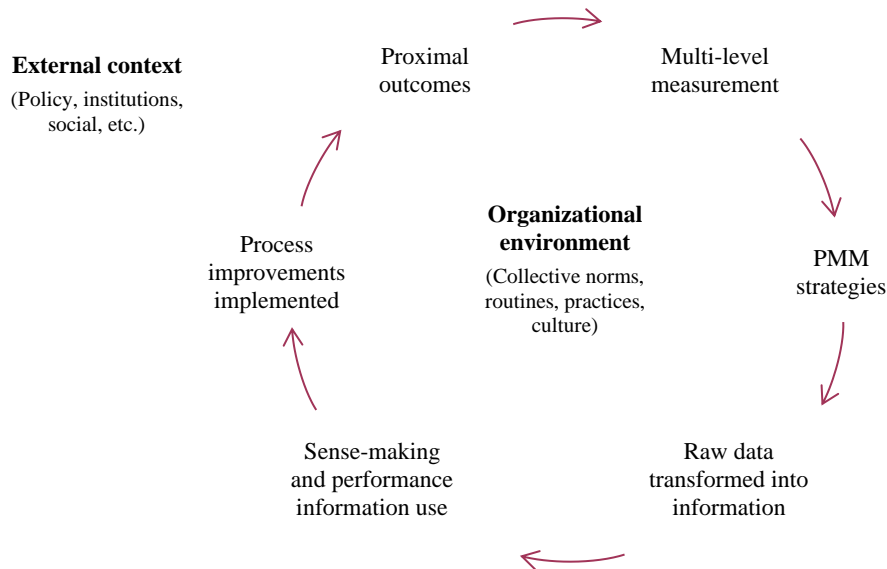 External context
(Policy, institutions,
social, etc.)
Proximal
outcomes
Multi-level
measurement
PMM
strategies
Raw data
transformed into
information
Sense-making
and performance
information use
Process
improvements
implemented
Organizational
environment
(Collective norms,
routines, practices,
culture)